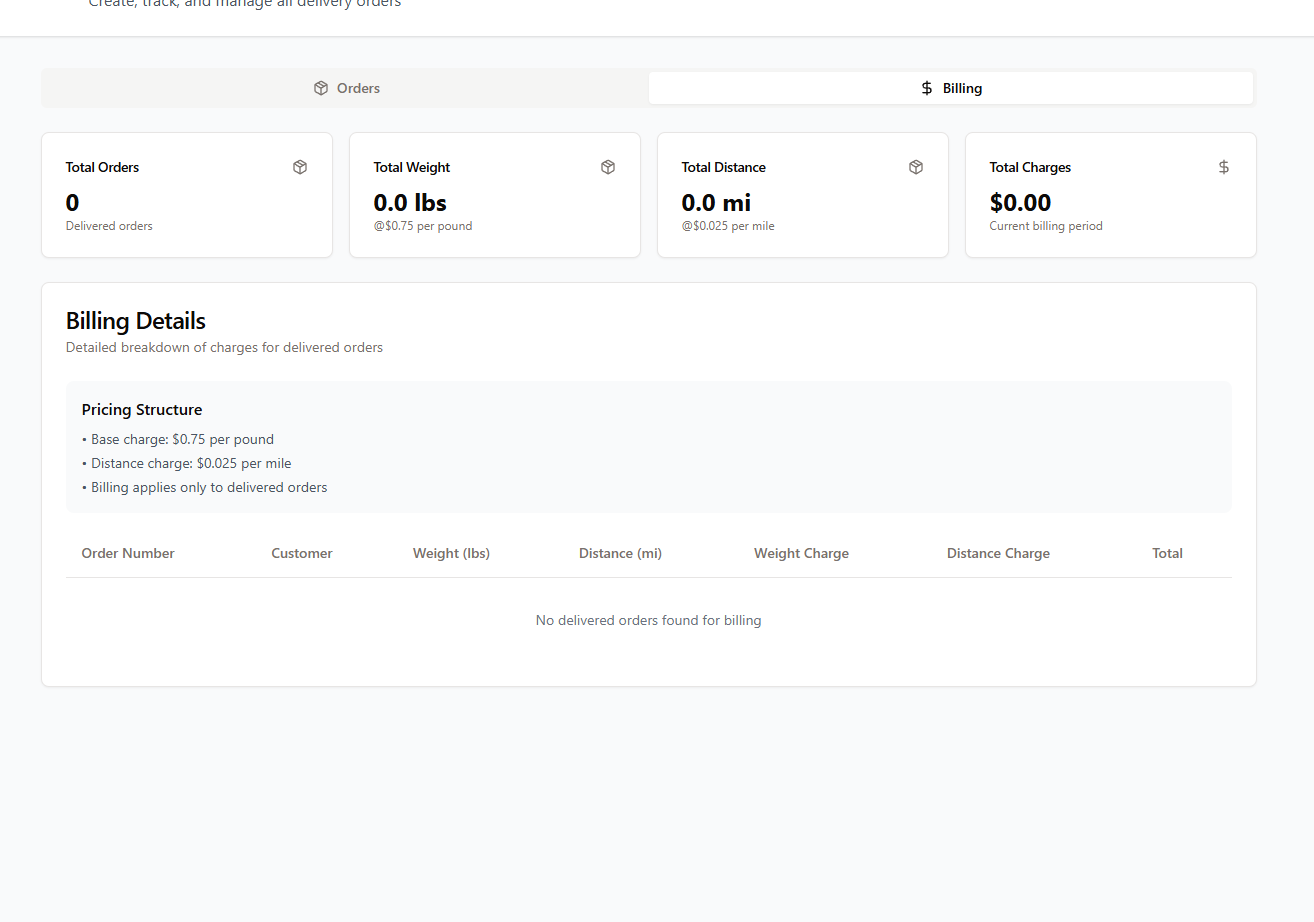 Create, track, and manage all delivery orders
Orders
Billing
Total Orders
0
Delivered orders
Total Weight
0.0 lbs
@$0.75 per pound
Total Distance
0.0 mi
@$0.025 per mile
Total Charges
$0.00
Current billing period
Billing Details
Detailed breakdown of charges for delivered orders
Pricing Structure
• Base charge: $0.75 per pound
• Distance charge: $0.025 per mile
• Billing applies only to delivered orders
Order Number Customer Weight (lbs) Distance (mi) Weight Charge Distance Charge Total
No delivered orders found for billing